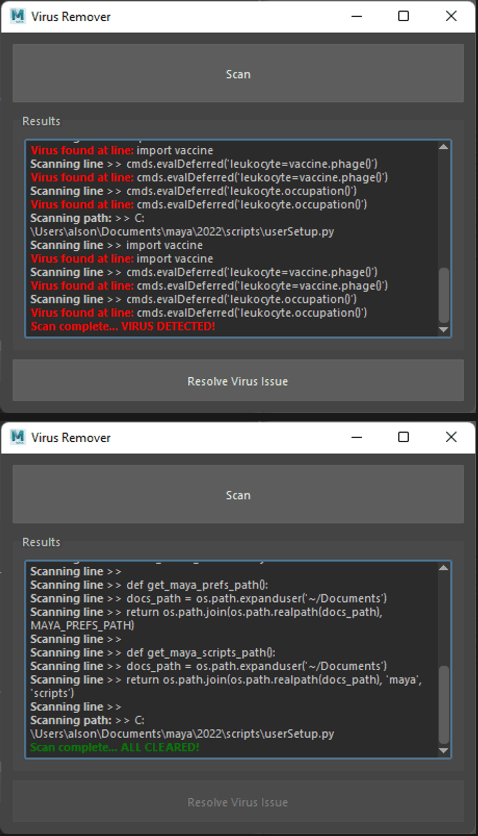 Virus Remover
Scan
Results
Virus found at line: import vaccine
Scanning line >> cmds.evalDeferred('leukocyte=vaccine.phage()')
Virus found at line: cmds.evalDeferred('leukocyte=vaccine.phage()')
Scanning line >> cmds.evalDeferred('leukocyte.occupation()')
Virus found at line: cmds.evalDeferred('leukocyte.occupation()')
Scanning path: >> C:
\Users\alson\Documents\maya\2022\scripts\userSetup.py
Scanning line >> import vaccine
Virus found at line: import vaccine
Scanning line >> cmds.evalDeferred('leukocyte=vaccine.phage()')
Virus found at line: cmds.evalDeferred('leukocyte=vaccine.phage()')
Scanning line >> cmds.evalDeferred('leukocyte.occupation()')
Virus found at line: cmds.evalDeferred('leukocyte.occupation()')
Scan complete... VIRUS DETECTED!
Resolve Virus Issue
Virus Remover
Scan
Results
Scanning line >>
Scanning line >> def get_maya_prefs_path():
Scanning line >> docs_path = os.path.expanduser('~/Documents')
Scanning line >> return os.path.join(os.path.realpath(docs_path),
MAYA_PREFS_PATH)
Scanning line >>
Scanning line >> def get_maya_scripts_path():
Scanning line >> docs_path = os.path.expanduser('~/Documents')
Scanning line >> return os.path.join(os.path.realpath(docs_path), 'maya',
'scripts')
Scanning line >>
Scanning path: >> C:
\Users\alson\Documents\maya\2022\scripts\userSetup.py
Scan complete... ALL CLEARED!
Resolve Virus Issue